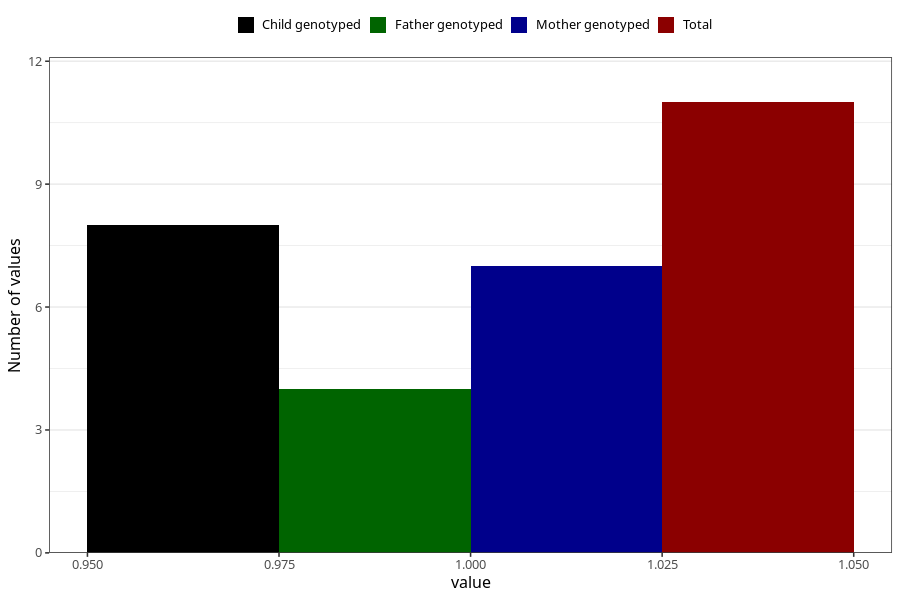 Child genotyped Father genotyped Mother genotyped Total
12
9
6
3
0
Number of values
0.950 0.975 1.000 1.025 1.050
value